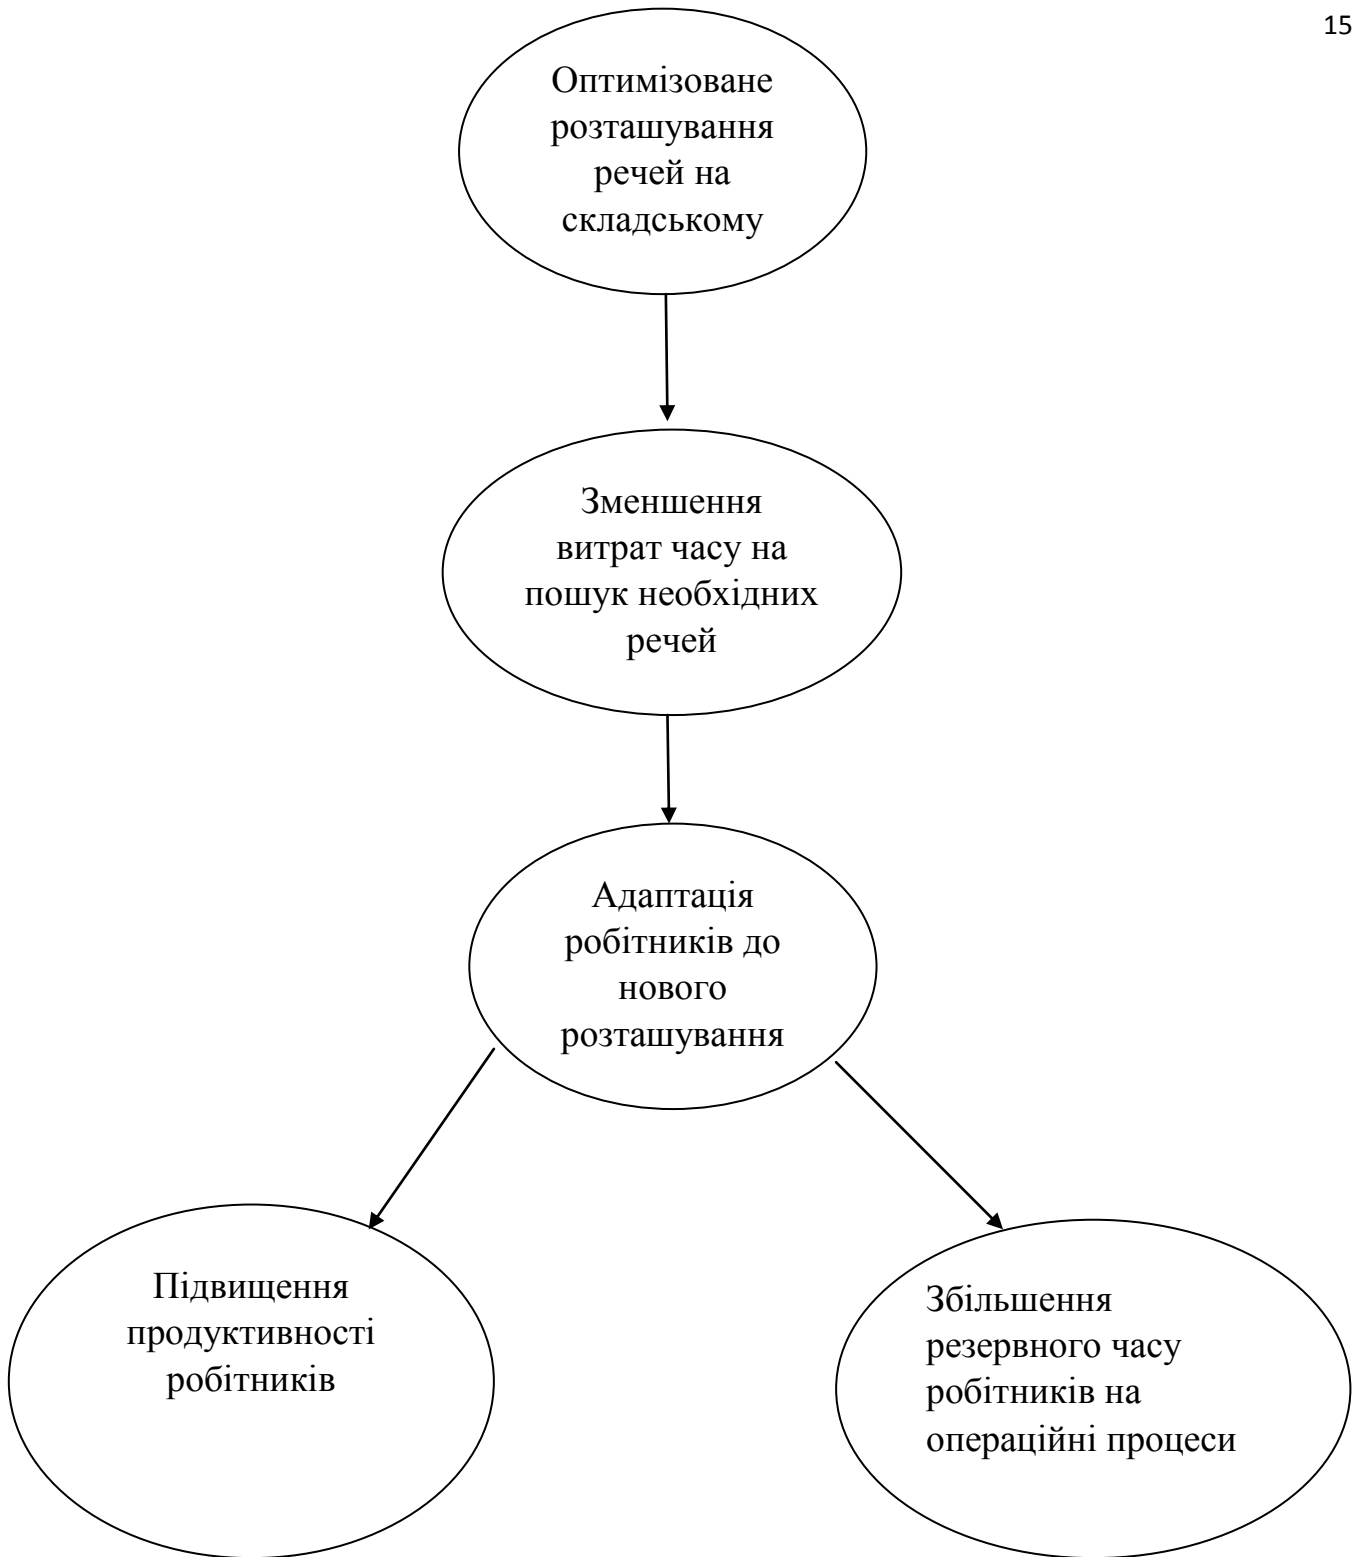 15
Оптимізоване
розташування
речей на
складському
Зменшення
витрат часу на
пошук необхідних
речей
Адаптація
робітників до
нового
розташування
Підвищення
продуктивності
робітників
Збільшення
резервного часу
робітників на
операційні процеси